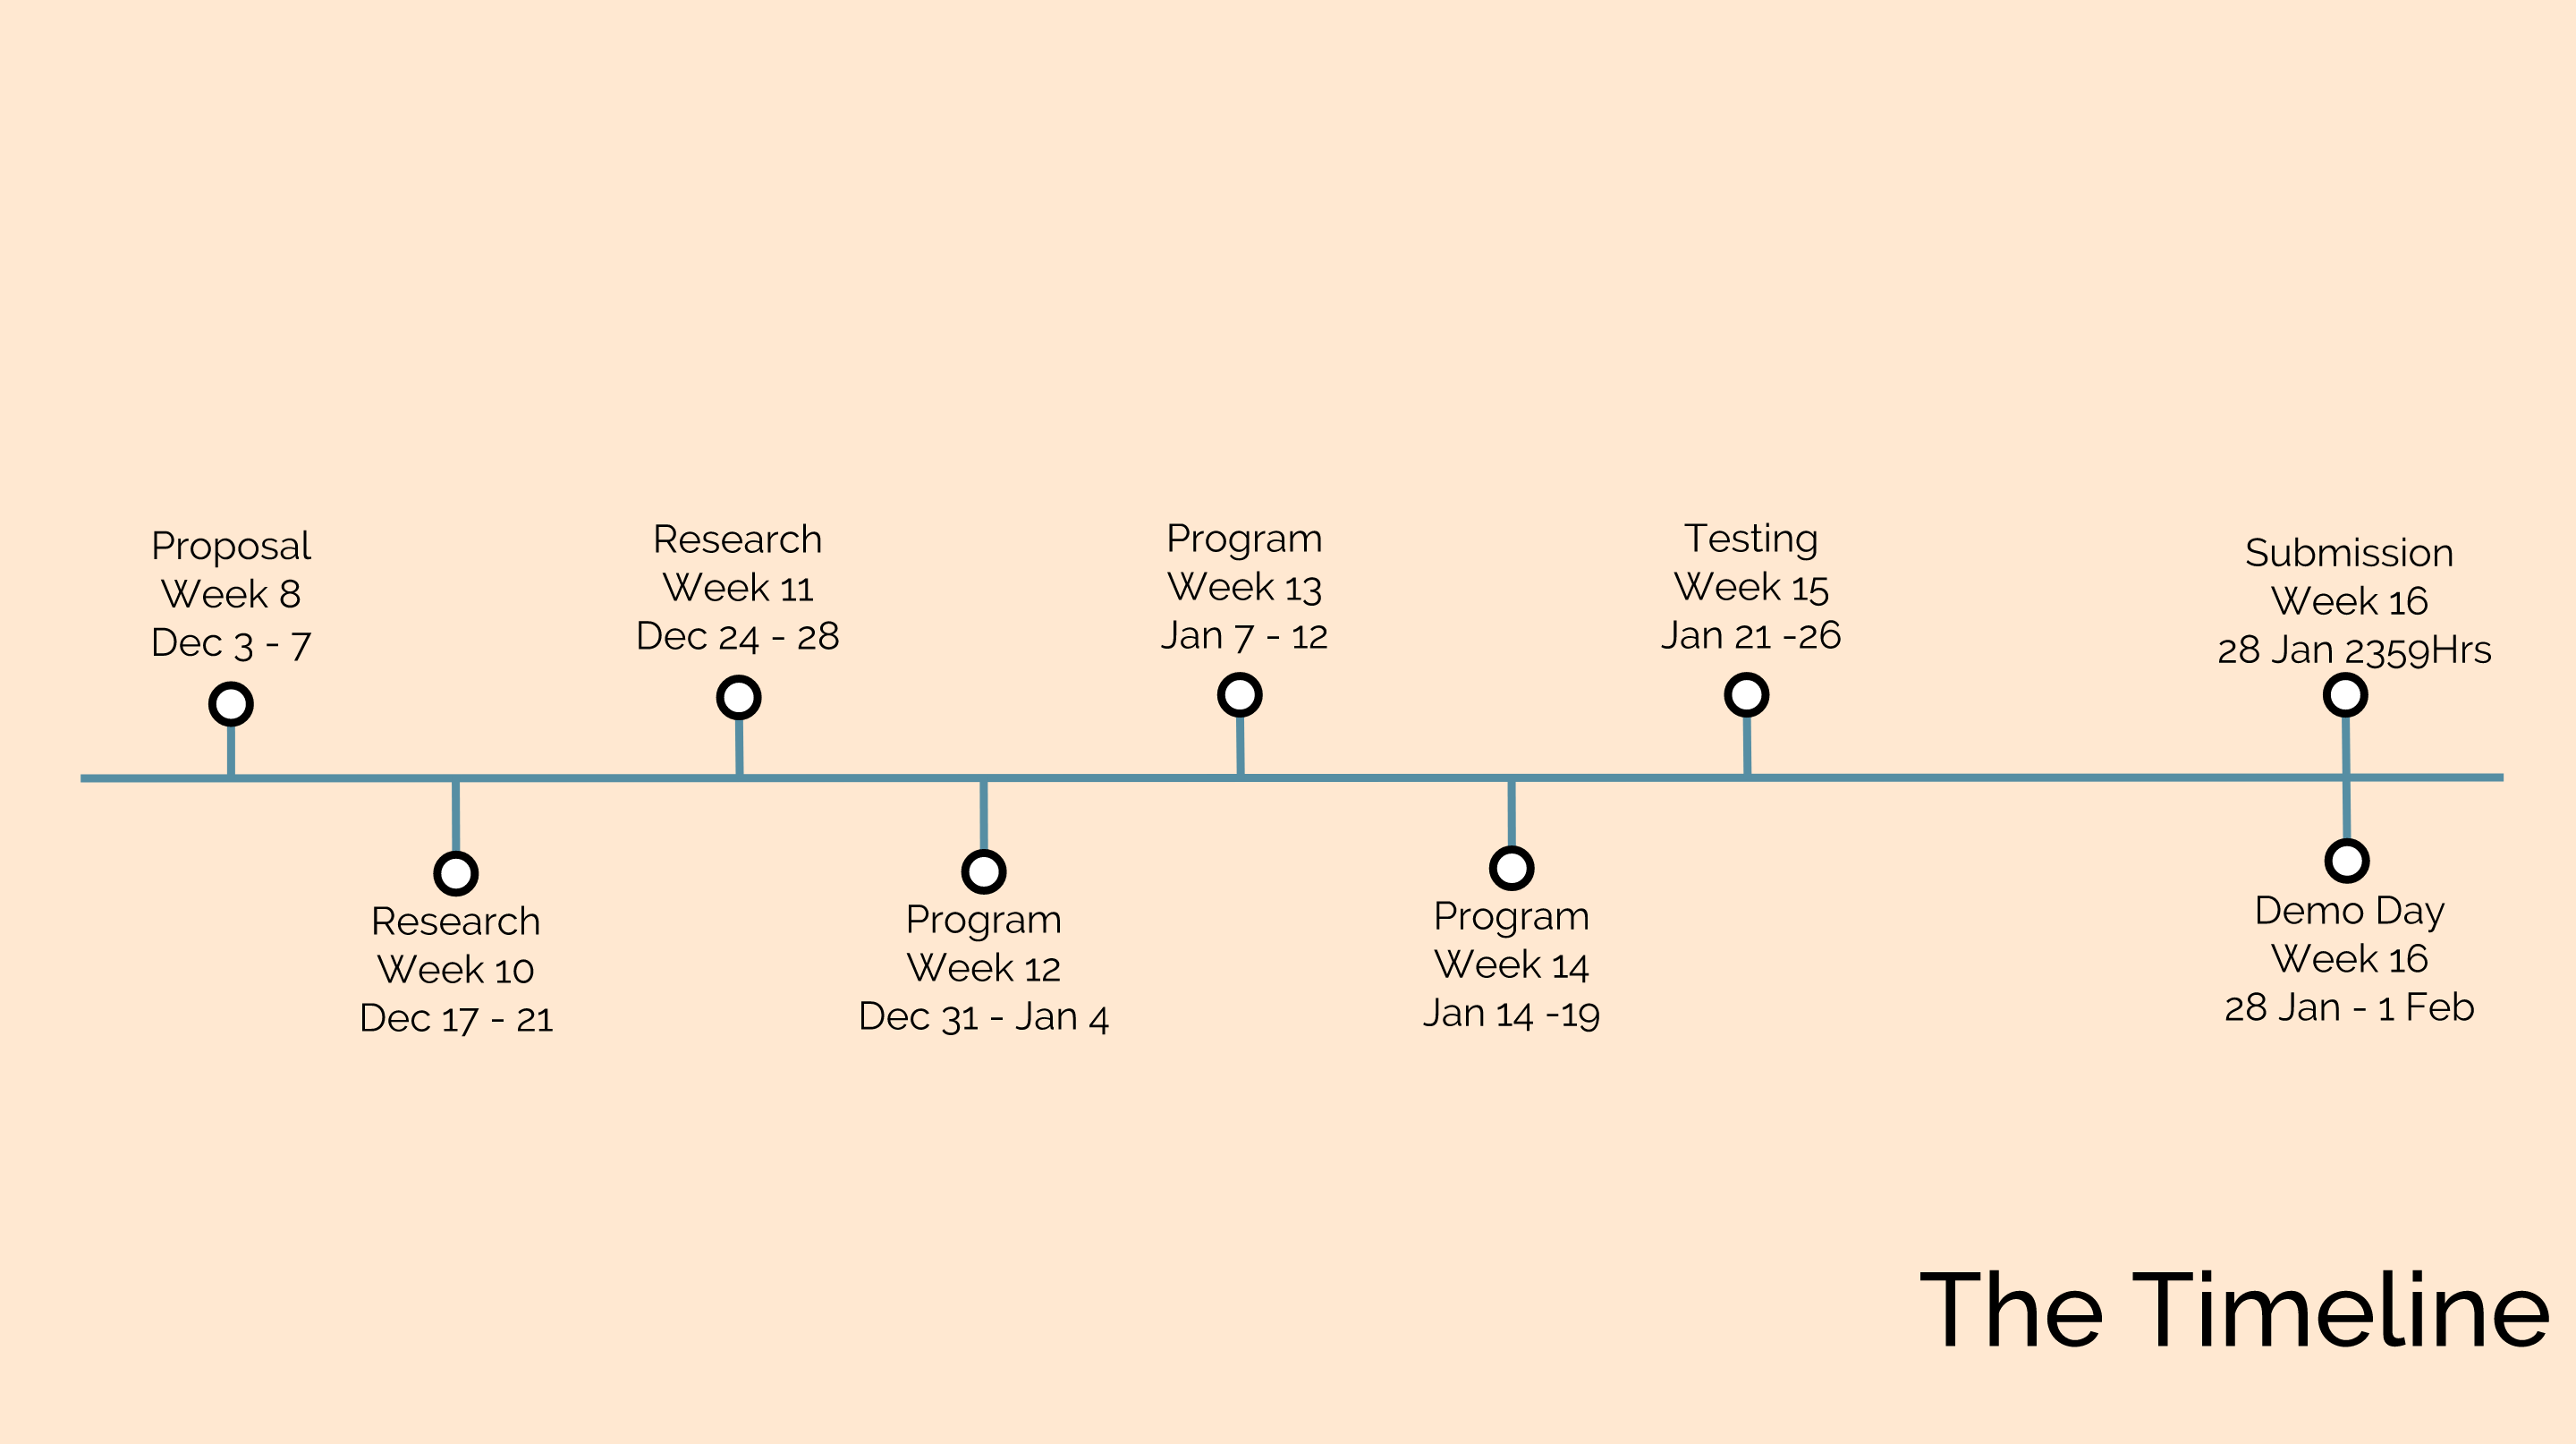 Proposal
Week 8
Dec 3 - 7
Research
Week 10
Dec 17 - 21
Research
Week 11
Dec 24 - 28
Program
Week 12
Dec 31 - Jan 4
Program
Week 13
Jan 7 - 12
Program
Week 14
Jan 14 -19
Testing
Week 15
Jan 21 -26
Submission
Week 16
28 Jan 2359Hrs
Demo Day
Week 16
28 Jan - 1 Feb
The Timeline